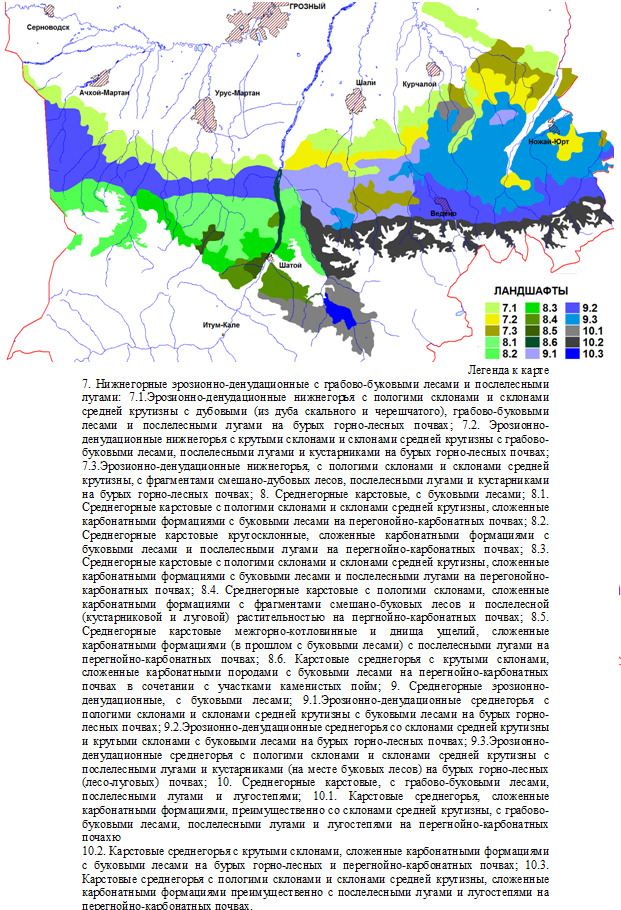 ГРОЗНЫЙ
Серноводск
Ачхой-Мартан
Урус-Мартан
Шали
Курчалой
Ножай-Юрт
Ведено
Шатой
Итум-Кале
ЛАНДШАФТЫ
7.1 8.3 9.2
7.2 8.4 9.3
7.3 8.5 10.1
8.1 8.6 10.2
8.2 9.1 10.3
Легенда к карте
7. Нижнегорные эрозионно-денудационные с грабово-буковыми лесами и послелесными
лугами: 7.1.Эрозионно-денудационные нижнегорья с пологими склонами и склонами
средней крутизны с дубовыми (из дуба скального и черешчатого), грабово-буковыми
лесами и послелесными лугами на бурых горно-лесных почвах; 7.2. Эрозионно-
денудационные нижнегорья с крутыми склонами и склонами средней крутизны с грабово-
буковыми лесами, послелесными лугами и кустарниками на бурых горно-лесных почвах;
7.3.Эрозионно-денудационные нижнегорья, с пологими склонами и склонами средней
крутизны, с фрагментами смешано-дубовых лесов, послелесными лугами и кустарниками
на бурых горно-лесных почвах; 8. Среднегорные карстовые, с буковыми лесами; 8.1.
Среднегорные карстовые с пологими склонами и склонами средней крутизны, сложенные
карбонатными формациями с буковыми лесами на перегонойно-карбонатных почвах; 8.2.
Среднегорные карстовые крутосклонные, сложенные карбонатными формациями с
буковыми лесами и послелесными лугами на перегнойно-карбонатных почвах; 8.3.
Среднегорные карстовые с пологими склонами и склонами средней крутизны, сложенные
карбонатными формациями с буковыми лесами и послелесными лугами на перегонойно-
карбонатных почвах; 8.4. Среднегорные карстовые с пологими склонами, сложенные
карбонатными формациями с фрагментами смешано-буковых лесов и послелесной
(кустарниковой и луговой) растительностью на пергнойно-карбонатных почвах; 8.5.
Среднегорные карстовые межгорно-котловинные и днища ущелий, сложенные
карбонатными формациями (в прошлом с буковыми лесами) с послелесными лугами на
перегнойно-карбонатных почвах; 8.6. Карстовые среднегорья с крутыми склонами,
сложенные карбонатными породами с буковыми лесами на перегнойно-карбонатных
почвах в сочетании с участками каменистых пойм; 9. Среднегорные эрозионно-
денудационные, с буковыми лесами; 9.1.Эрозионно-денудационные среднегорья с
пологими склонами и склонами средней крутизны с буковыми лесами на бурых горно-
лесных почвах; 9.2.Эрозионно-денудационные среднегорья со склонами средней крутизны
и крутыми склонами с буковыми лесами на бурых горно-лесных почвах; 9.3.Эрозионно-
денудационные среднегорья с пологими склонами и склонами средней крутизны с
послелесными лугами и кустарниками (на месте буковых лесов) на бурых горно-лесных
(лесо-луговых) почвах; 10. Среднегорные карстовые, с грабово-буковыми лесами,
послелесными лугами и лугостепями; 10.1. Карстовые среднегорья, сложенные
карбонатными формациями, преимущественно со склонами средней крутизны, с грабово-
буковыми лесами, послелесными лугами и лугостепями на перегнойно-карбонатных
почахю
10.2. Карстовые среднегорья с крутыми склонами, сложенные карбонатными формациями
с буковыми лесами на бурых горно-лесных и перегнойно-карбонатных почвах; 10.3.
Карстовые среднегорья с пологими склонами и склонами средней крутизны, сложенные
карбонатными формациями преимущественно с послелесными лугами и лугостепями на
перегнойно-карбонатных почвах.